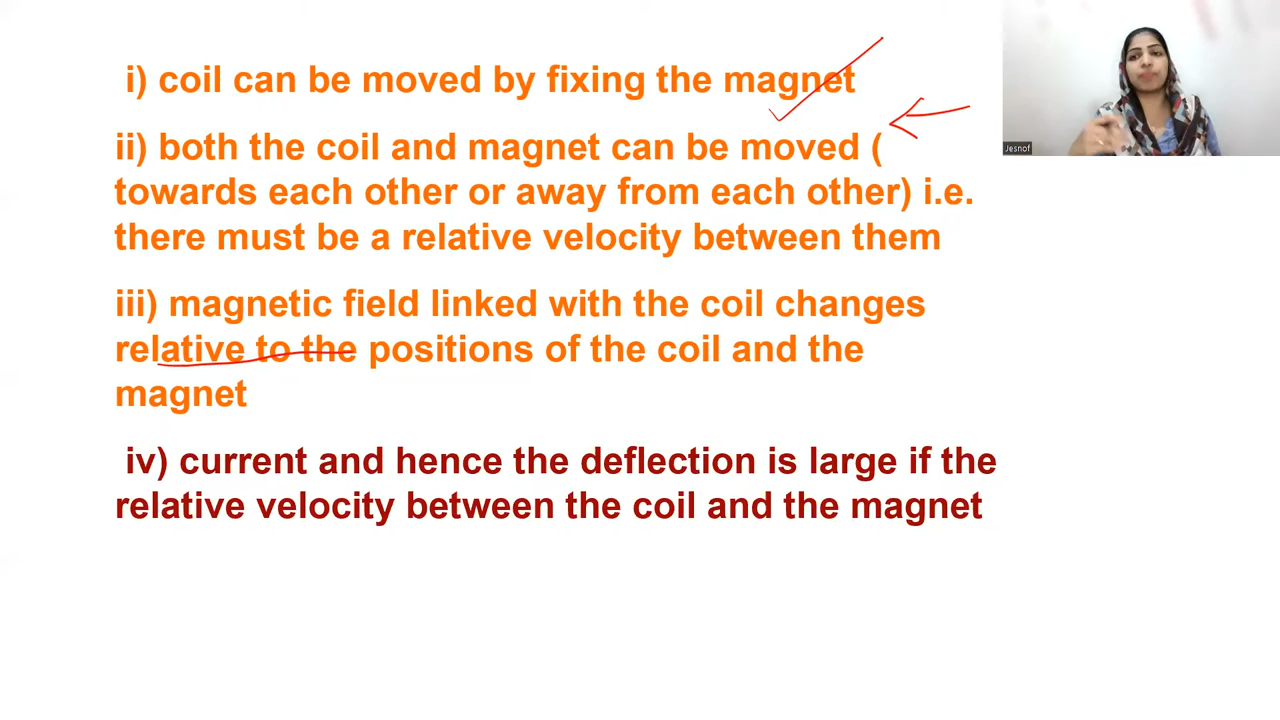 i) coil can be moved by fixing the magnet
ii) both the coil and magnet can be moved (
towards each other or away from each other) i.e.
there must be a relative velocity between them
iii) magnetic field linked with the coil changes
relative to the positions of the coil and the
magnet
iv) current and hence the deflection is large if the
relative velocity between the coil and the magnet
Jesnof